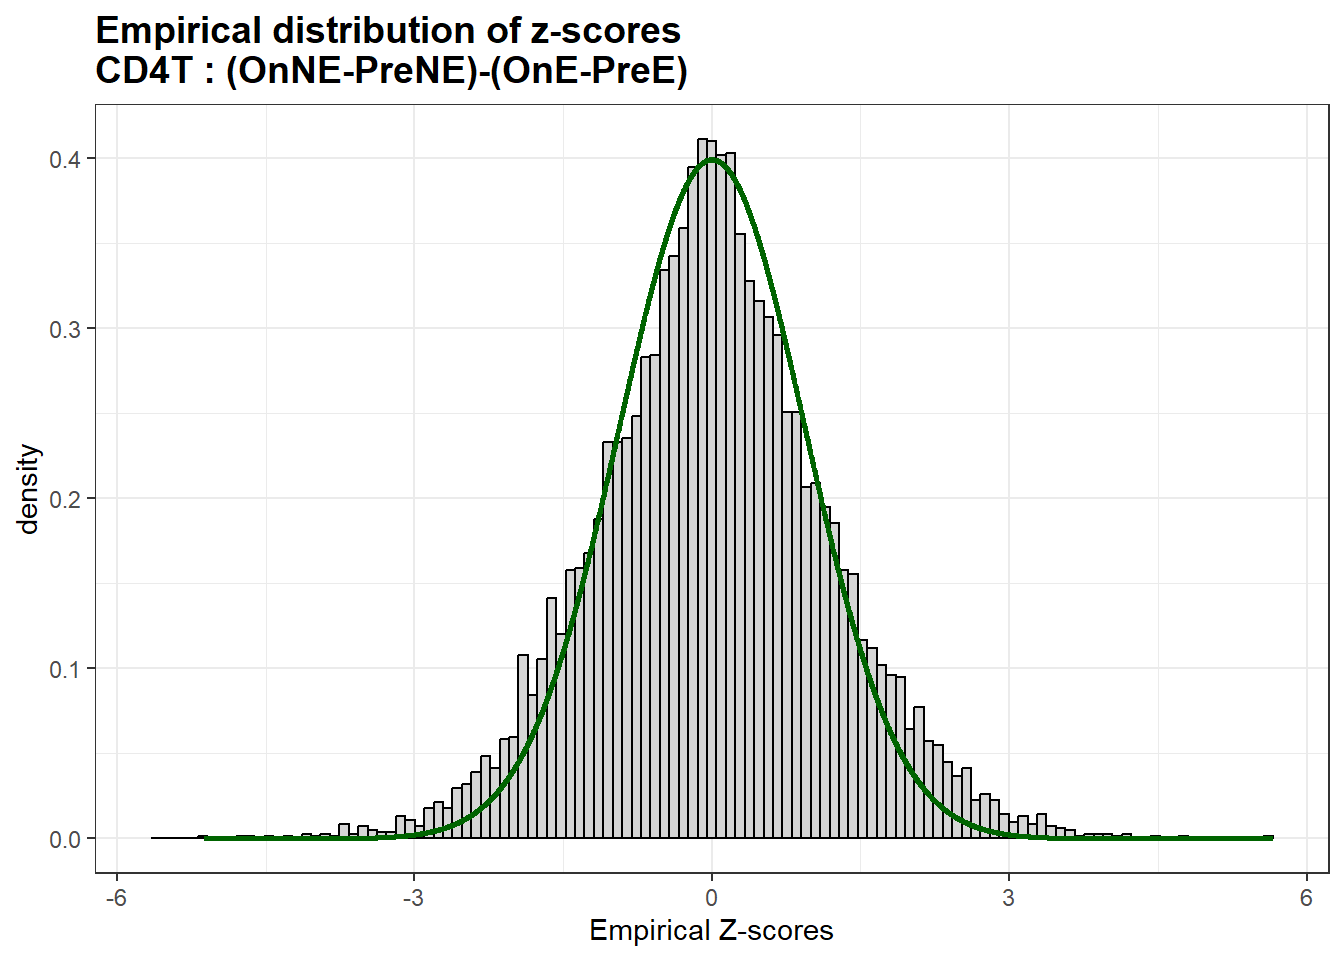 Empirical distribution of z-scores
CD4T : (OnNE-PreNE)-(OnE-PreE)
0.4
0.3
0.2
0.1
0.0
density
-6
-3
0
3
6
Empirical Z-scores